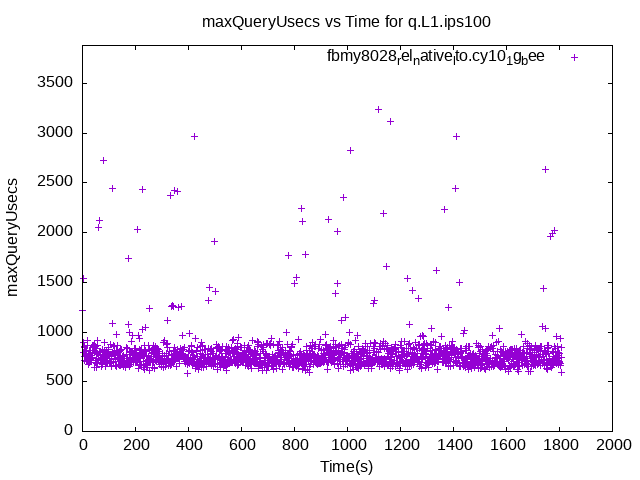 maxQueryUsecs vs Time for q.L1.ips100
fbmy8028relnativeito.cy101gbee
3500
3000
2500
2000
1500
1000
500
0
maxQueryUsecs
0 200 400 600 800 1000 1200 1400 1600 1800 2000
Time(s)